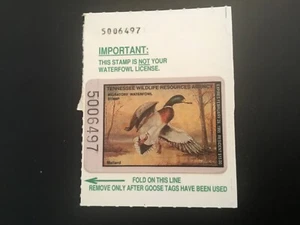 5006497
IMPORTANT:
THIS STAMP IS NOT YOUR
WATERFOWL LICENSE.
TENNESSEE WILDLIFE RESOURCES AGENCY
MIGRATORY WATERFOWL
5006497
Mallard
FOLD ON THIS LINE
REMOVE ONLY AFTER GOOSE TAGS HAVE BEEN USED